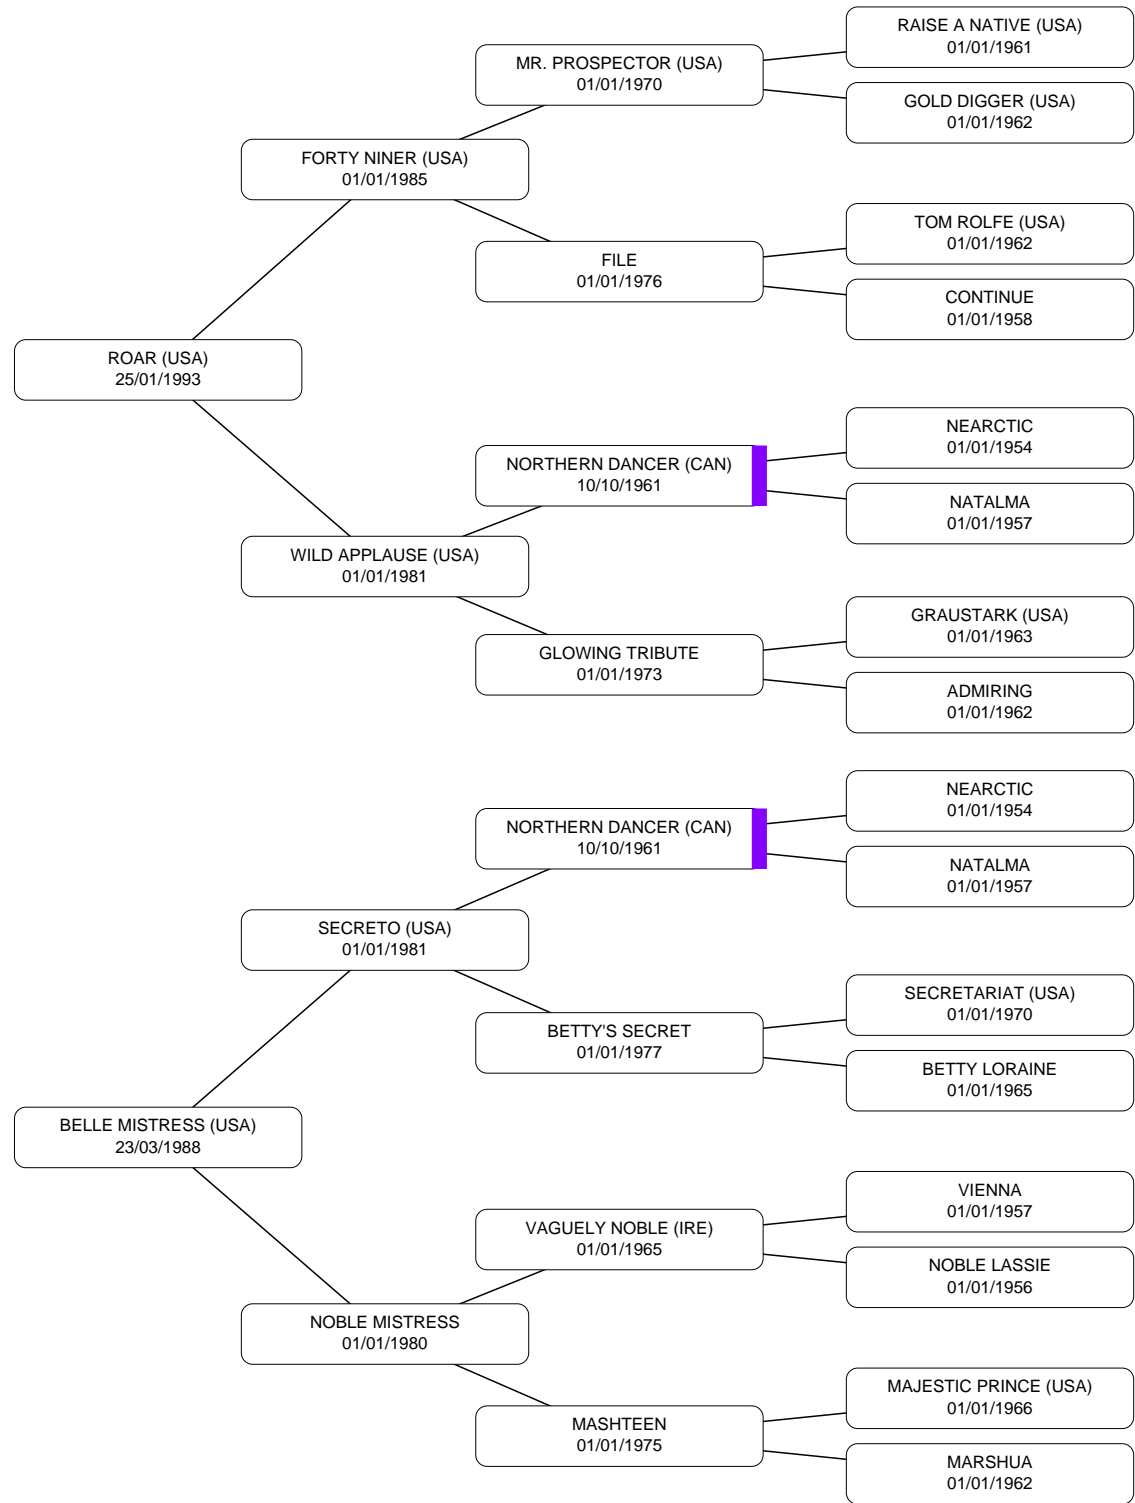 RAISE A NATIVE (USA)
01/01/1961
MR. PROSPECTOR (USA)
01/01/1970
GOLD DIGGER (USA)
01/01/1962
FORTY NINER (USA)
01/01/1985
TOM ROLFE (USA)
01/01/1962
FILE
01/01/1976
CONTINUE
01/01/1958
ROAR (USA)
25/01/1993
NEARCTIC
01/01/1954
NORTHERN DANCER (CAN)
10/10/1961
NATALMA
01/01/1957
WILD APPLAUSE (USA)
01/01/1981
GRAUSTARK (USA)
01/01/1963
GLOWING TRIBUTE
01/01/1973
ADMIRING
01/01/1962
NEARCTIC
01/01/1954
NORTHERN DANCER (CAN)
10/10/1961
NATALMA
01/01/1957
SECRETO (USA)
01/01/1981
SECRETARIAT (USA)
01/01/1970
BETTY'S SECRET
01/01/1977
BETTY LORAINE
01/01/1965
BELLE MISTRESS (USA)
23/03/1988
VIENNA
01/01/1957
VAGUELY NOBLE (IRE)
01/01/1965
NOBLE LASSIE
01/01/1956
NOBLE MISTRESS
01/01/1980
MAJESTIC PRINCE (USA)
01/01/1966
MASHTEEN
01/01/1975
MARSHUA
01/01/1962